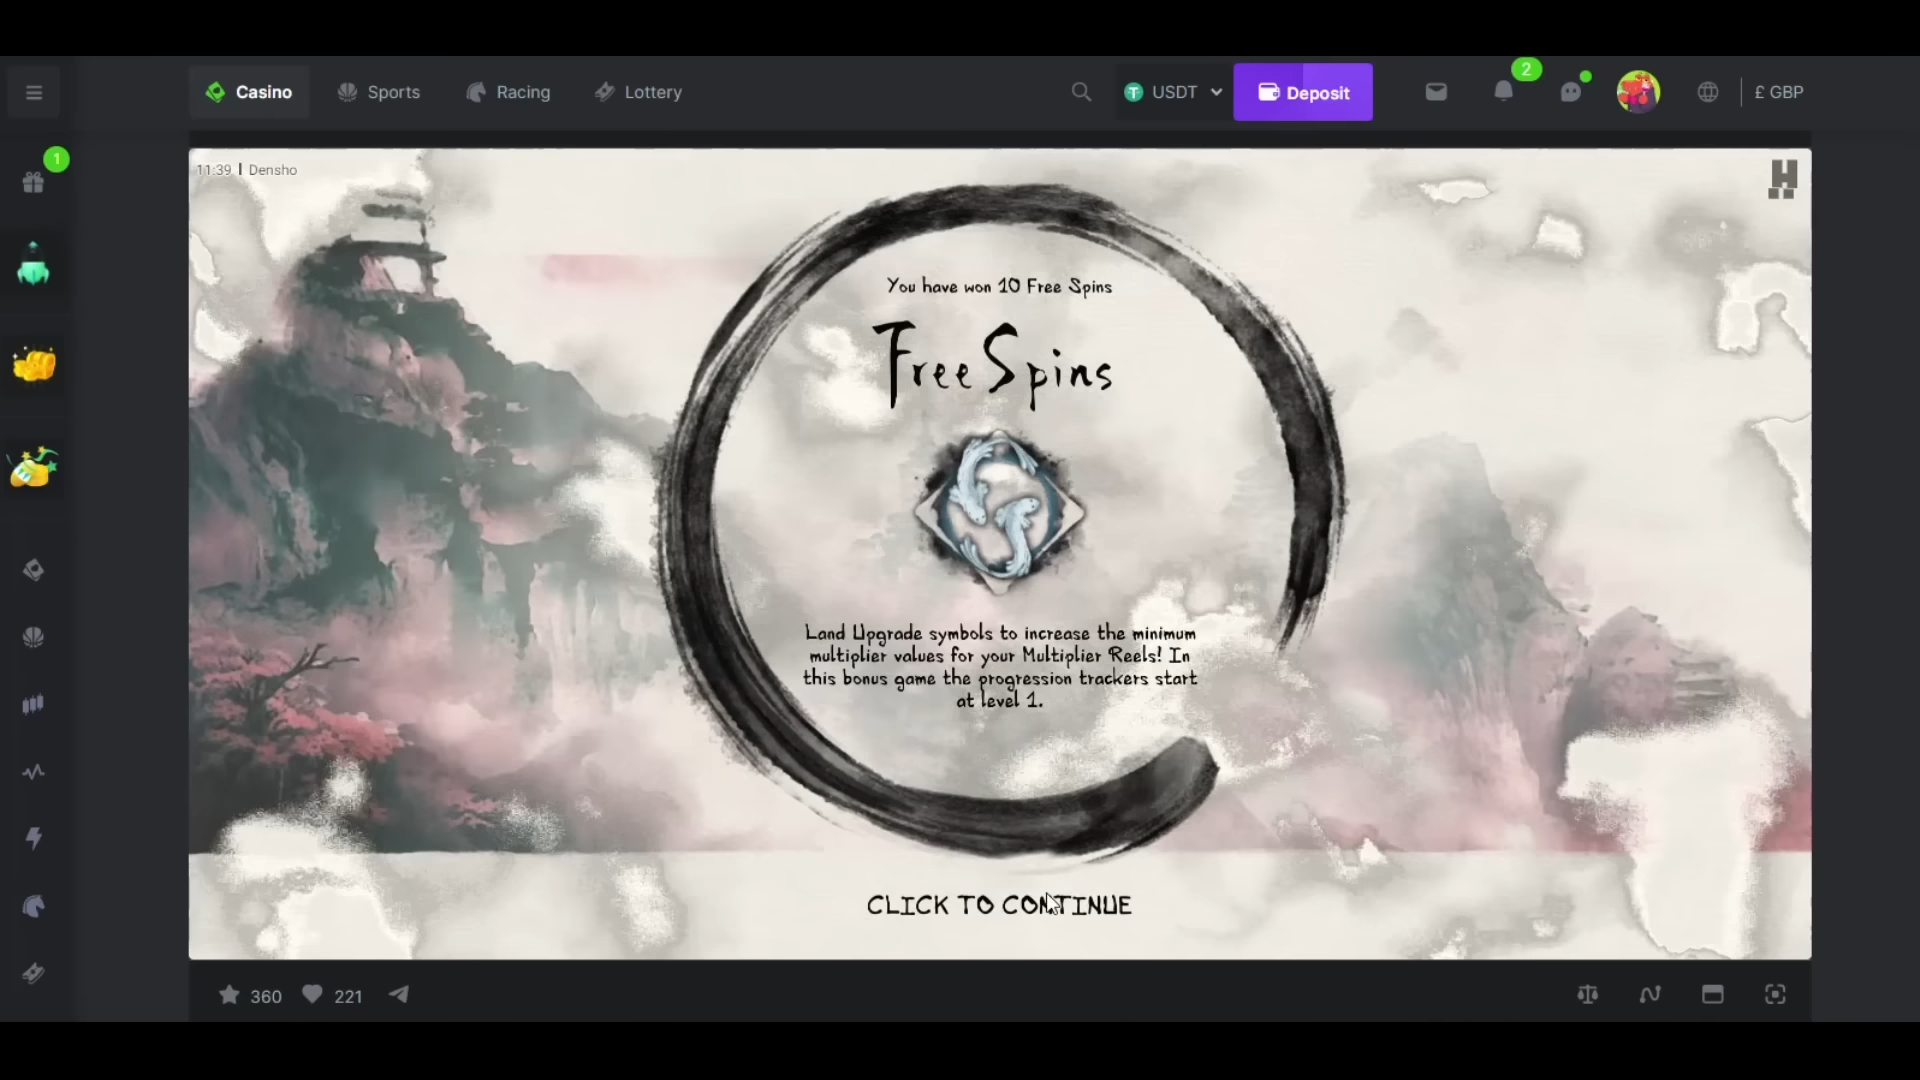 Casino
Sports
Racing
Lottery
USDT
Deposit
2
£ GBP
1
11:39 | Densho
You have won 10 Free Spins
Free Spins
Land Upgrade symbols to increase the minimum
multiplier values for your Multiplier Reels! In
this bonus game the progression trackers start
at level 1.
CLICK TO CONTINUE
360
221